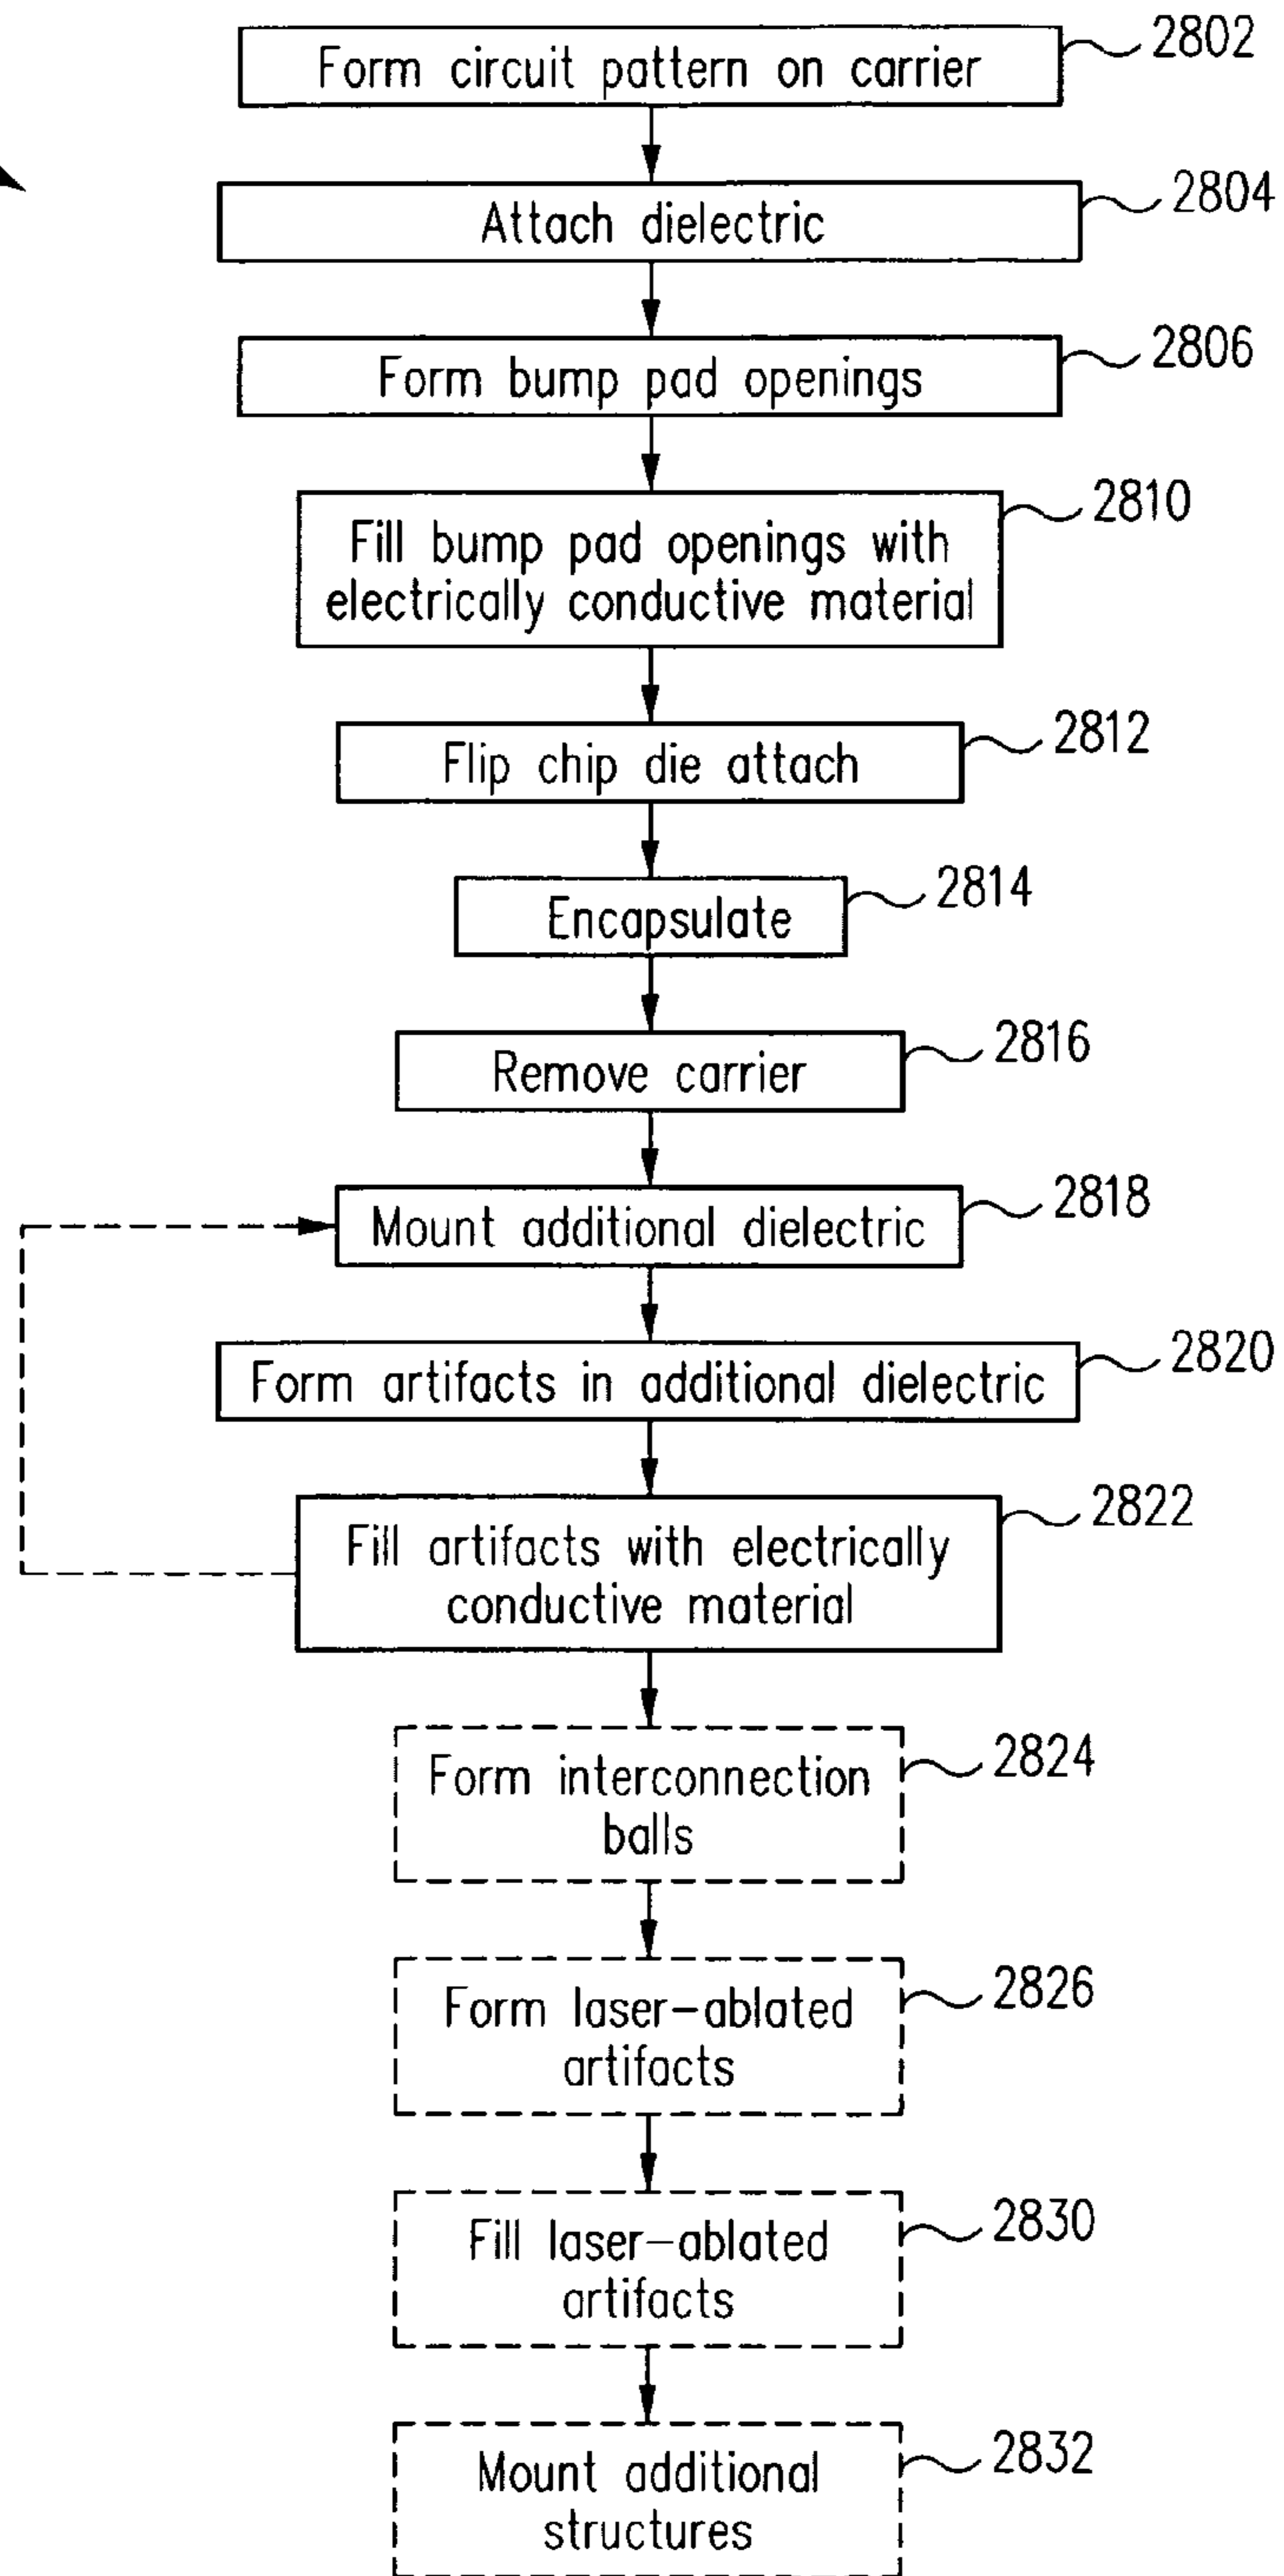 Form circuit pattern on carrier
2802
Attach dielectric
2804
Form bump pad openings
2806
Fill bump pad openings with
electrically conductive material
2810
Flip chip die attach
2812
Encapsulate
2814
Remove carrier
2816
Mount additional dielectric
2818
Form artifacts in additional dielectric
2820
Fill artifacts with electrically
conductive material
2822
Form interconnection
balls
2824
Form laser-ablated
artifacts
2826
Fill laser-ablated
artifacts
2830
Mount additional
structures
2832